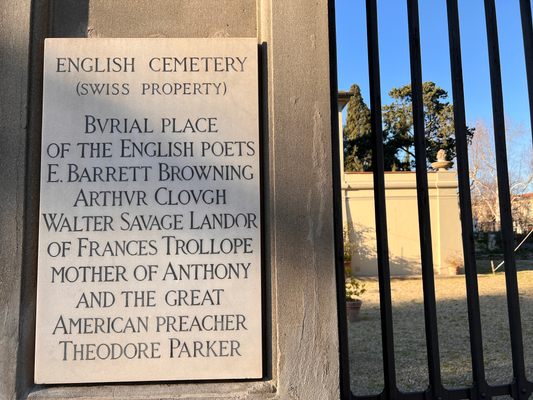 ENGLISH CEMETERY
(SWISS PROPERTY)
BVRIAL PLACE
OF THE ENGLISH POETS
E. BARRETT BROWNING
ARTHVR CLOVGH
WALTER SAVAGE LANDOR
OF FRANCES TROLLOPE
MOTHER OF ANTHONY
AND THE GREAT
AMERICAN PREACHER
THEODORE PARKER